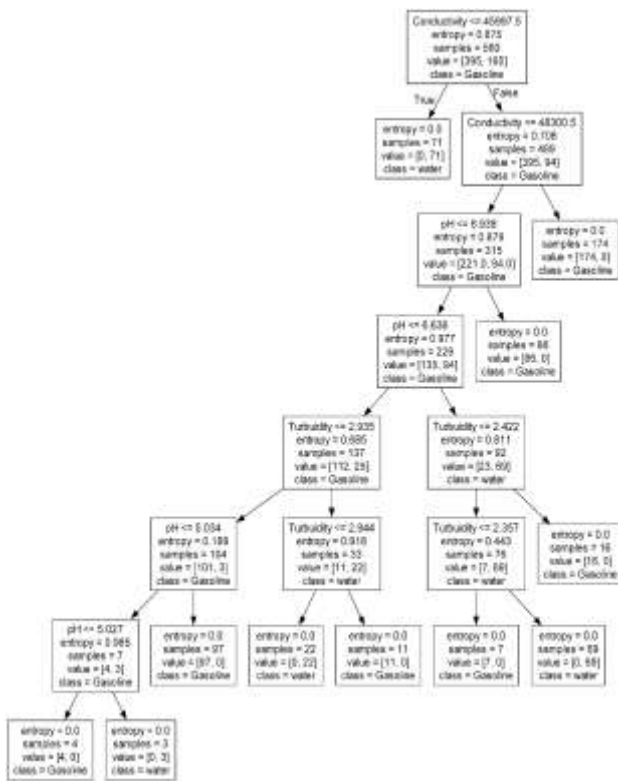 Conductivity <= 45997.5
entropy = 0.875
samples = 560
value = [395, 165]
class = Gasoline
True
False
entropy = 0.0
samples = 71
value = [0, 71]
class = water
Conductivity <= 48300.5
entropy = 0.706
samples = 489
value = [395, 94]
class = Gasoline
pH <= 6.938
entropy = 0.879
samples = 315
value = [221.0, 94.0]
class = Gasoline
entropy = 0.0
samples = 174
value = [174, 0]
class = Gasoline
pH <= 6.638
entropy = 0.977
samples = 229
value = [135, 94]
class = Gasoline
entropy = 0.0
samples = 86
value = [86, 0]
class = Gasoline
Turbuidity <= 2.935
entropy = 0.685
samples = 137
value = [112, 25]
class = Gasoline
Turbuidity <= 2.422
entropy = 0.811
samples = 92
value = [23, 69]
class = water
pH <= 5.034
entropy = 0.189
samples = 104
value = [101, 3]
class = Gasoline
Turbuidity <= 2.944
entropy = 0.918
samples = 33
value = [11, 22]
class = water
Turbuidity <= 2.357
entropy = 0.443
samples = 76
value = [7, 69]
class = water
entropy = 0.0
samples = 16
value = [16, 0]
class = Gasoline
pH <= 5.027
entropy = 0.985
samples = 7
value = [4, 3]
class = Gasoline
entropy = 0.0
samples = 97
value = [97, 0]
class = Gasoline
entropy = 0.0
samples = 22
value = [0, 22]
class = water
entropy = 0.0
samples = 11
value = [11, 0]
class = Gasoline
entropy = 0.0
samples = 7
value = [7, 0]
class = Gasoline
entropy = 0.0
samples = 69
value = [0, 69]
class = water
entropy = 0.0
samples = 4
value = [4, 0]
class = Gasoline
entropy = 0.0
samples = 3
value = [0, 3]
class = water